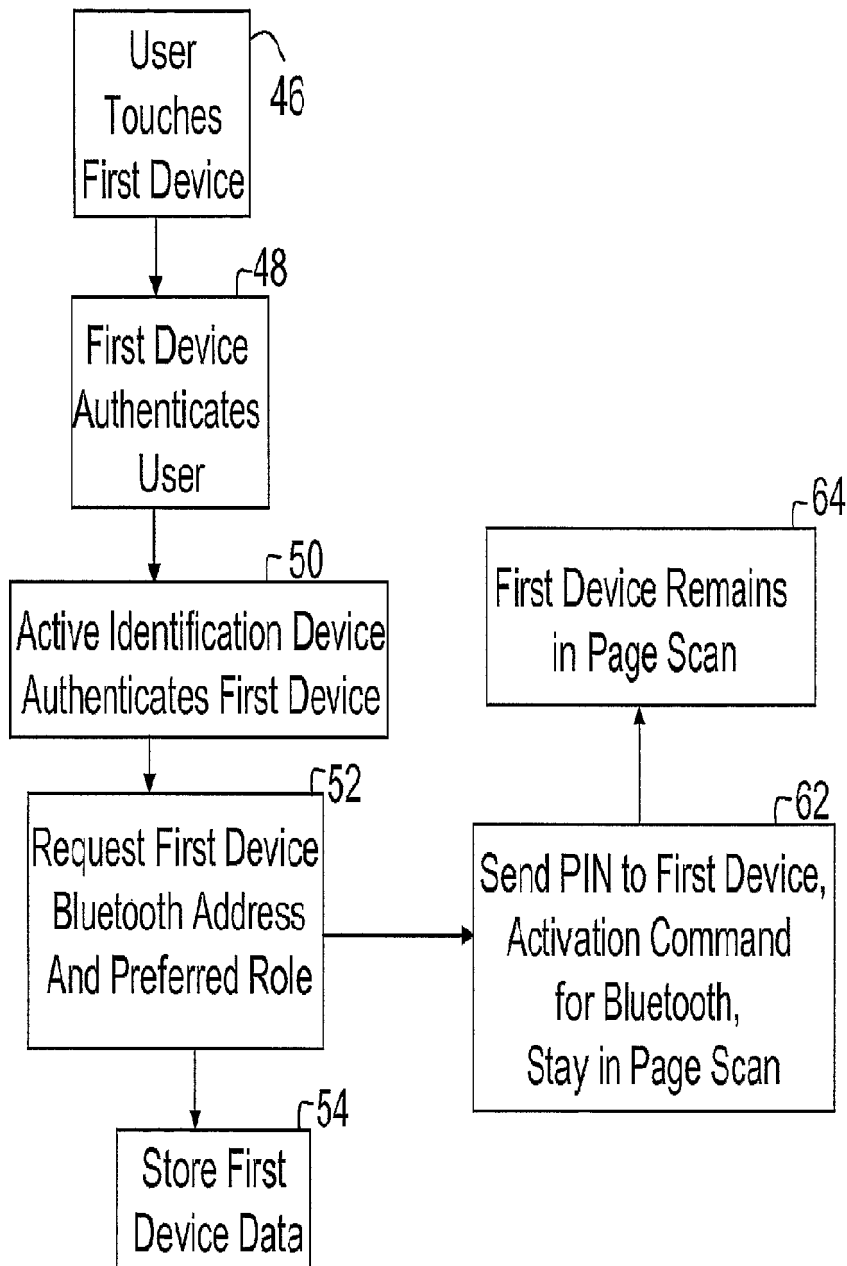 User
Touches
First Device
46
48
First Device
Authenticates
User
50
Active Identification Device
Authenticates First Device
52
Request First Device
Bluetooth Address
And Preferred Role
54
Store First
Device Data
64
First Device Remains
in Page Scan
62
Send PIN to First Device,
Activation Command
for Bluetooth,
Stay in Page Scan